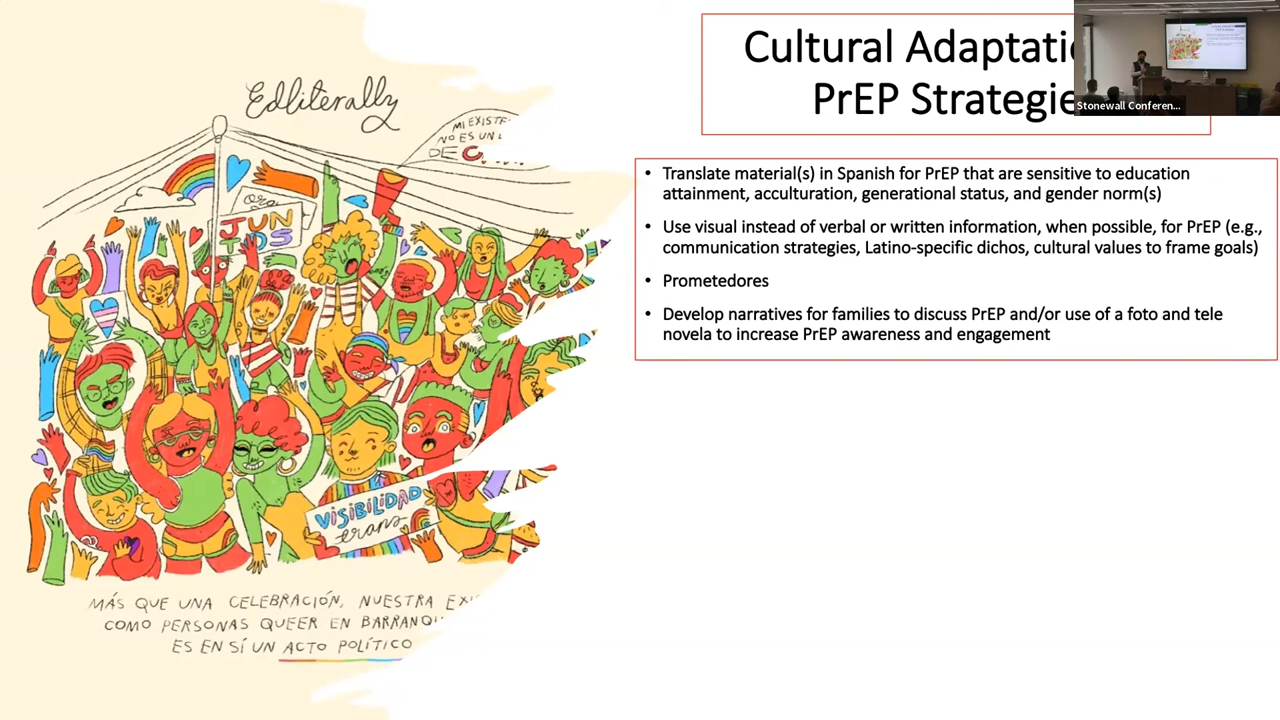 Edliterally
MI EXISTE
NO ES UN
DE
orgu
JUN
TOS
VISIBILIDAD
trans
MÁS QUE UNA CELEBRACIÓN, NUESTRA
COMO PERSONAS QUEER EN
ES EN SÍ UN ACTO POLÍTICO
Cultural Adaptatio
PrEP Strategie
Stonewall Conferen...
• Translate material(s) in Spanish for PrEP that are sensitive to education
attainment, acculturation, generational status, and gender norm(s)
• Use visual instead of verbal or written information, when possible, for PrEP (e.g.,
communication strategies, Latino-specific dichos, cultural values to frame goals)
• Prometedores
• Develop narratives for families to discuss PrEP and/or use of a foto and tele
novela to increase PrEP awareness and engagement